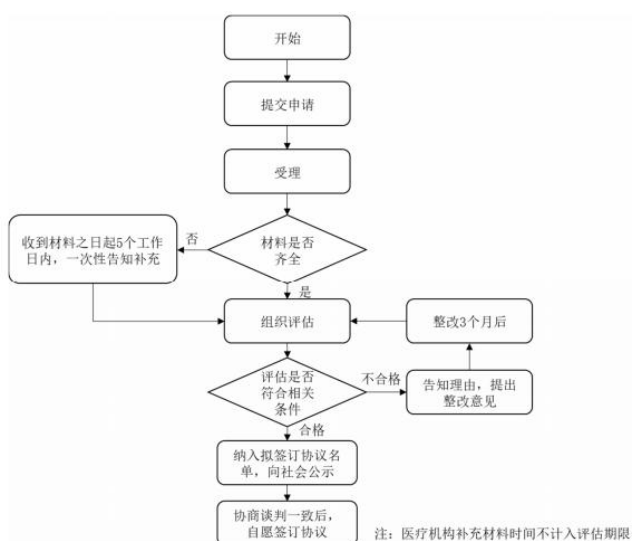 开始
提交申请
受理
材料是否
齐全
否
收到材料之日起5个工作
日内，一次性告知补充
是
组织评估
整改3个月后
评估是否
符合相关
条件
不合格
告知理由，提出
整改意见
合格
纳入拟签订协议名
单，向社会公示
协商谈判一致后，
自愿签订协议
注：医疗机构补充材料时间不计入评估期限